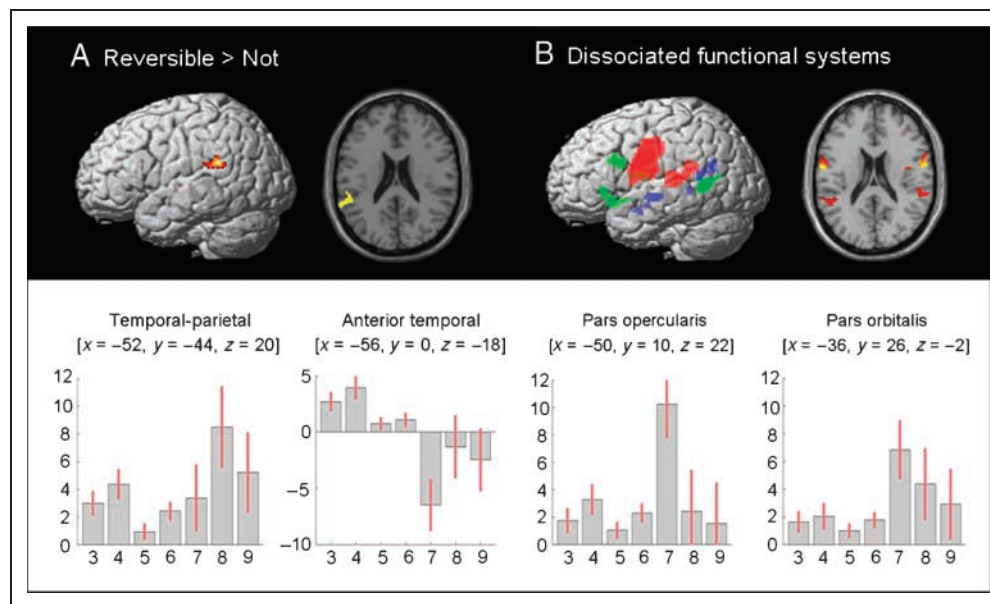 A Reversible > Not
B Dissociated functional systems
Temporal-parietal
[x = −52, y = −44, z = 20]
12
10
8
6
4
2
0
3 4 5 6 7 8 9
Anterior temporal
[x = −56, y = 0, z = −18]
5
0
−5
−10
3 4 5 6 7 8 9
Pars opercularis
[x = −50, y = 10, z = 22]
12
10
8
6
4
2
0
3 4 5 6 7 8 9
Pars orbitalis
[x = −36, y = 26, z = −2]
12
10
8
6
4
2
0
3 4 5 6 7 8 9